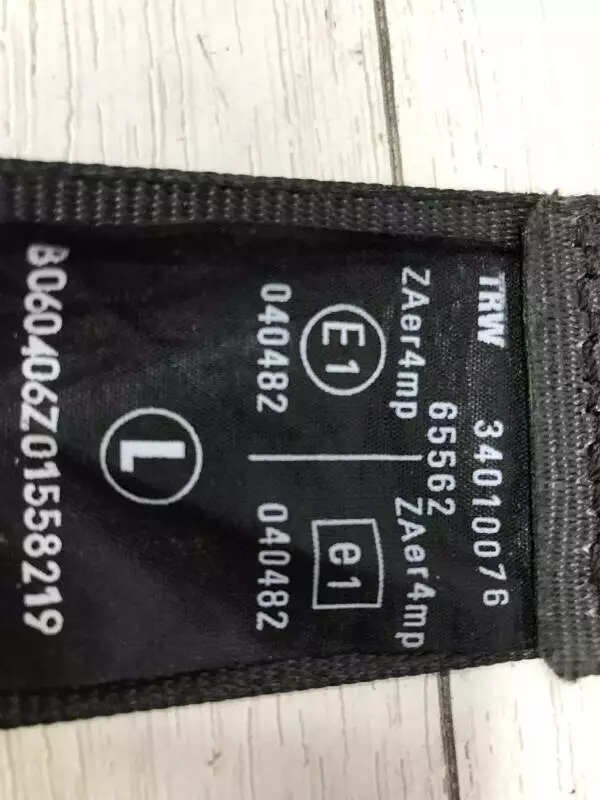 TRW 34010076
65562
ZAer4mp ZAer4mp
E1 e1
040482 040482
L
B060406Z01558219